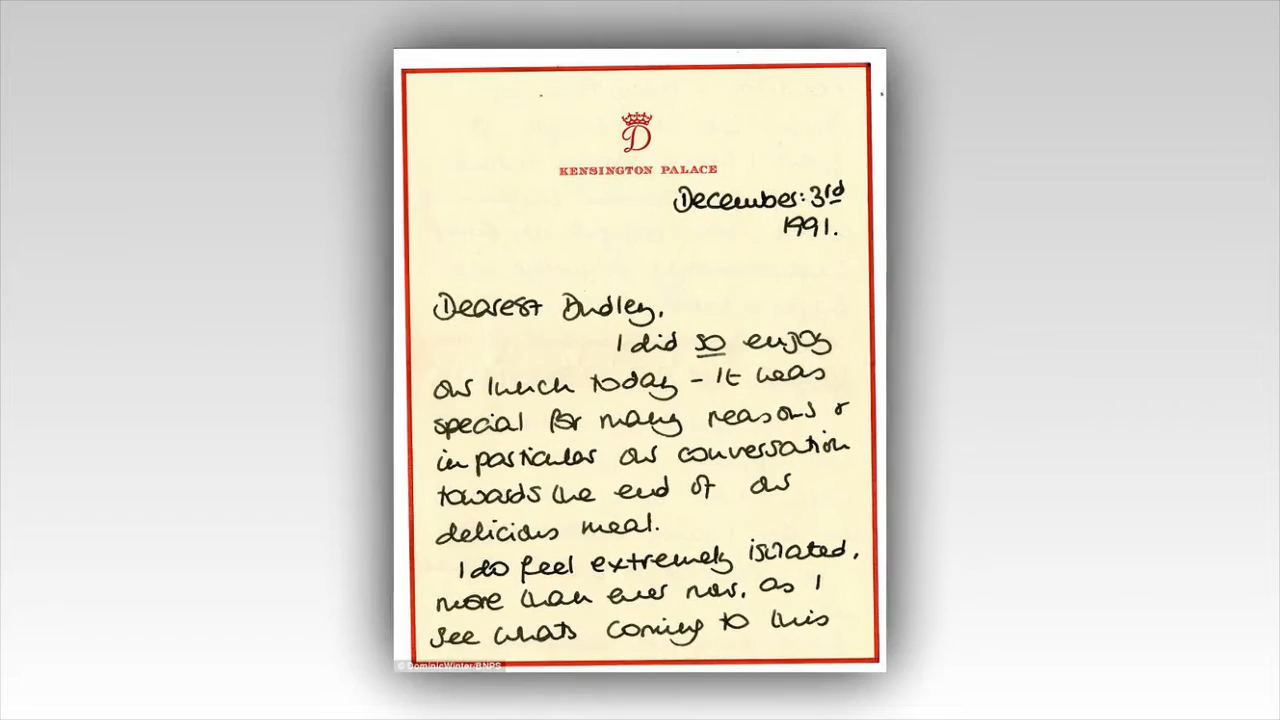 D
KENSINGTON PALACE
December: 3rd
1991.
Dearest Dudley,
I did so enjoy
our lunch today - It was
special for many reasons &
in particular our conversation
towards the end of our
delicious meal.
I do feel extremely isolated,
more than ever now, as I
see whats coming to this
© DominicWinter/BNPS